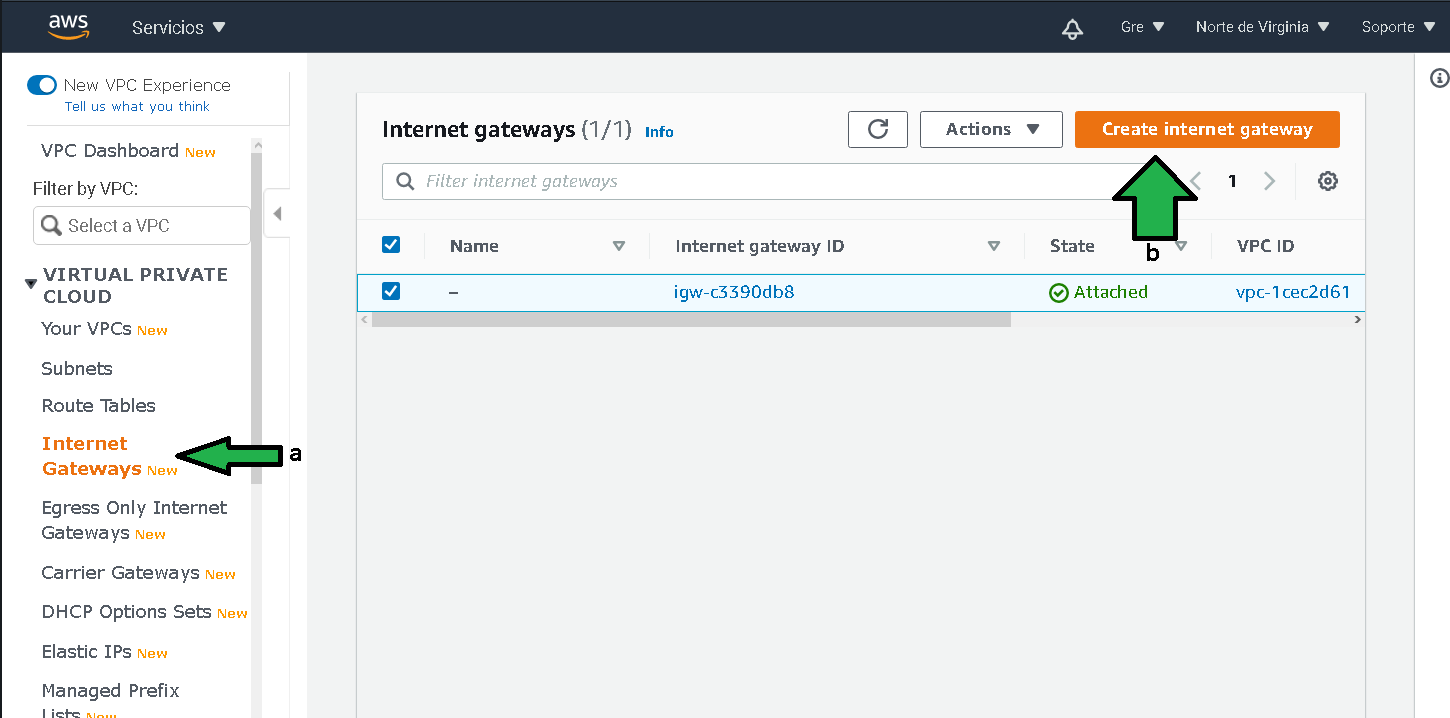 aws Servicios Gre Norte de Virginia Soporte
New VPC Experience
Tell us what you think
VPC Dashboard New
Filter by VPC:
Select a VPC
VIRTUAL PRIVATE
CLOUD
Your VPCs New
Subnets
Route Tables
Internet
Gateways New
a
Egress Only Internet
Gateways New
Carrier Gateways New
DHCP Options Sets New
Elastic IPs New
Managed Prefix
Lists New
Internet gateways (1/1) Info Actions Create internet gateway
Filter internet gateways 1
b
Name Internet gateway ID State VPC ID
– igw-c3390db8 Attached vpc-1cec2d61